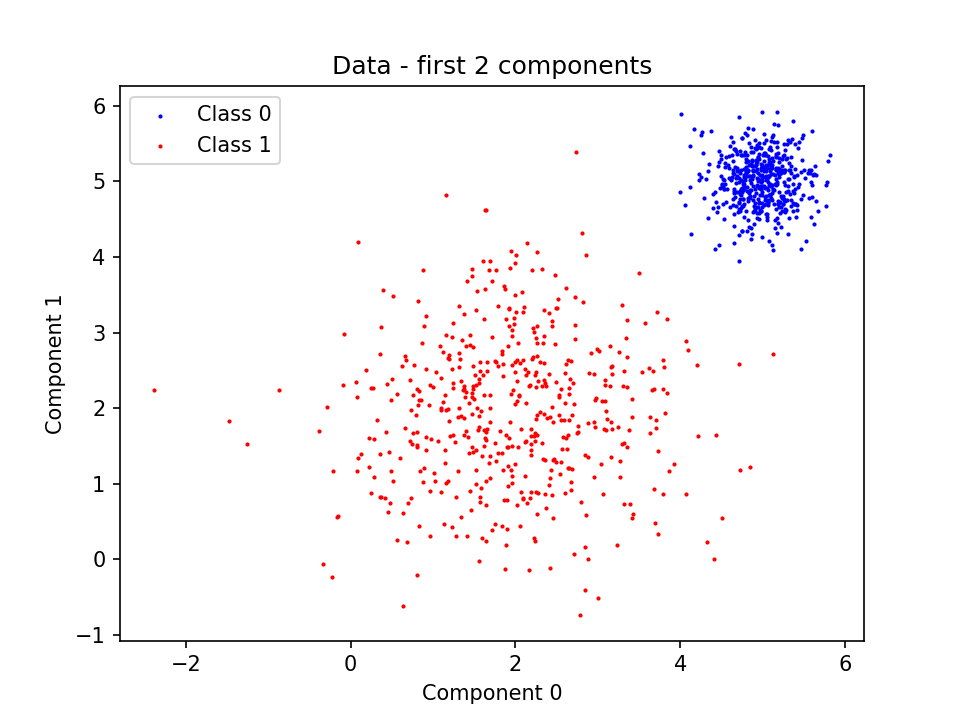 Data - first 2 components
Class 0
Class 1
6
5
4
3
2
1
0
−1
Component 1
−2
0
2
4
6
Component 0